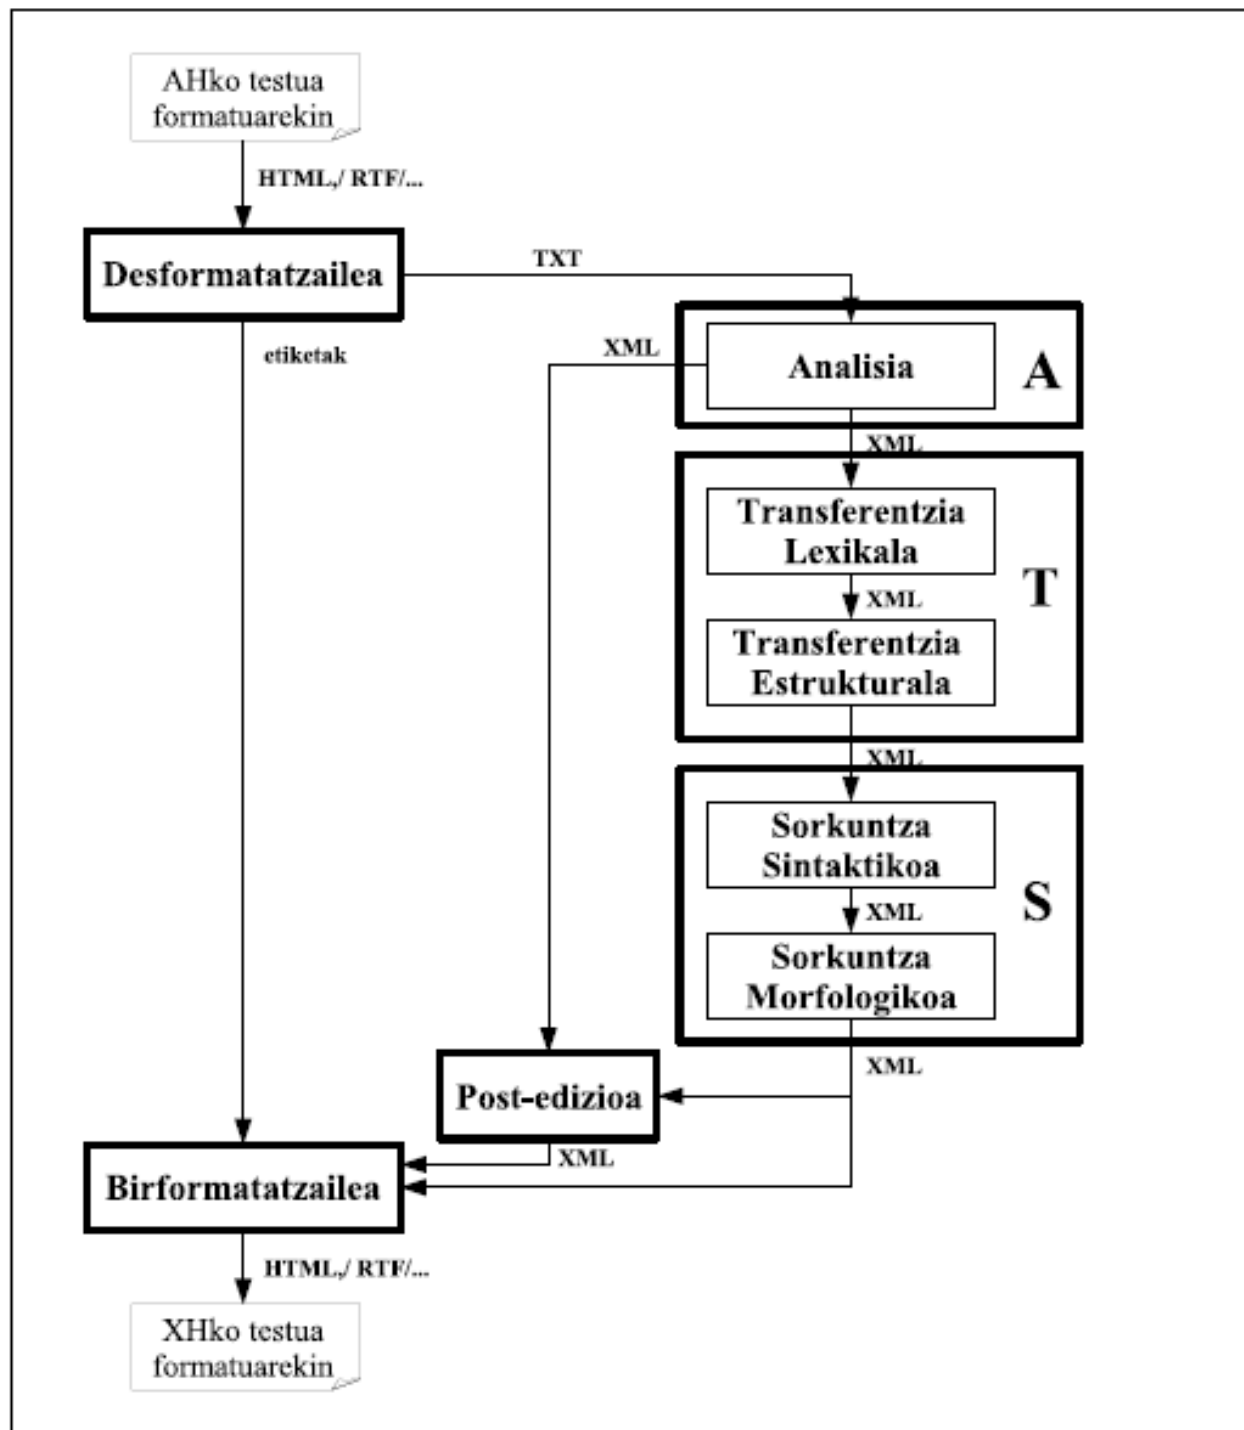 AHko testua
formatuarekin
HTML,/ RTF/...
Desformatatzailea
TXT
etiketak
XML
Analisia
A
XML
Transferentzia
Lexikala
T
XML
Transferentzia
Estrukturala
XML
Sorkuntza
Sintaktikoa
S
XML
Sorkuntza
Morfologikoa
XML
Post-edizioa
XML
Birformatatzailea
HTML,/ RTF/...
XHko testua
formatuarekin